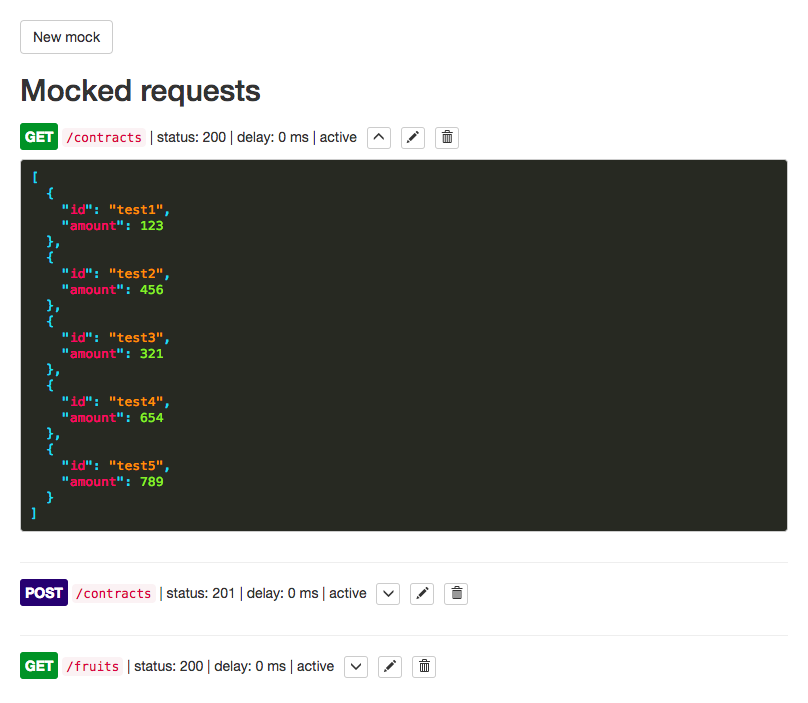 New mock
Mocked requests
GET /contracts | status: 200 | delay: 0 ms | active
[
  {
    "id": "test1",
    "amount": 123
  },
  {
    "id": "test2",
    "amount": 456
  },
  {
    "id": "test3",
    "amount": 321
  },
  {
    "id": "test4",
    "amount": 654
  },
  {
    "id": "test5",
    "amount": 789
  }
]
POST /contracts | status: 201 | delay: 0 ms | active
GET /fruits | status: 200 | delay: 0 ms | active